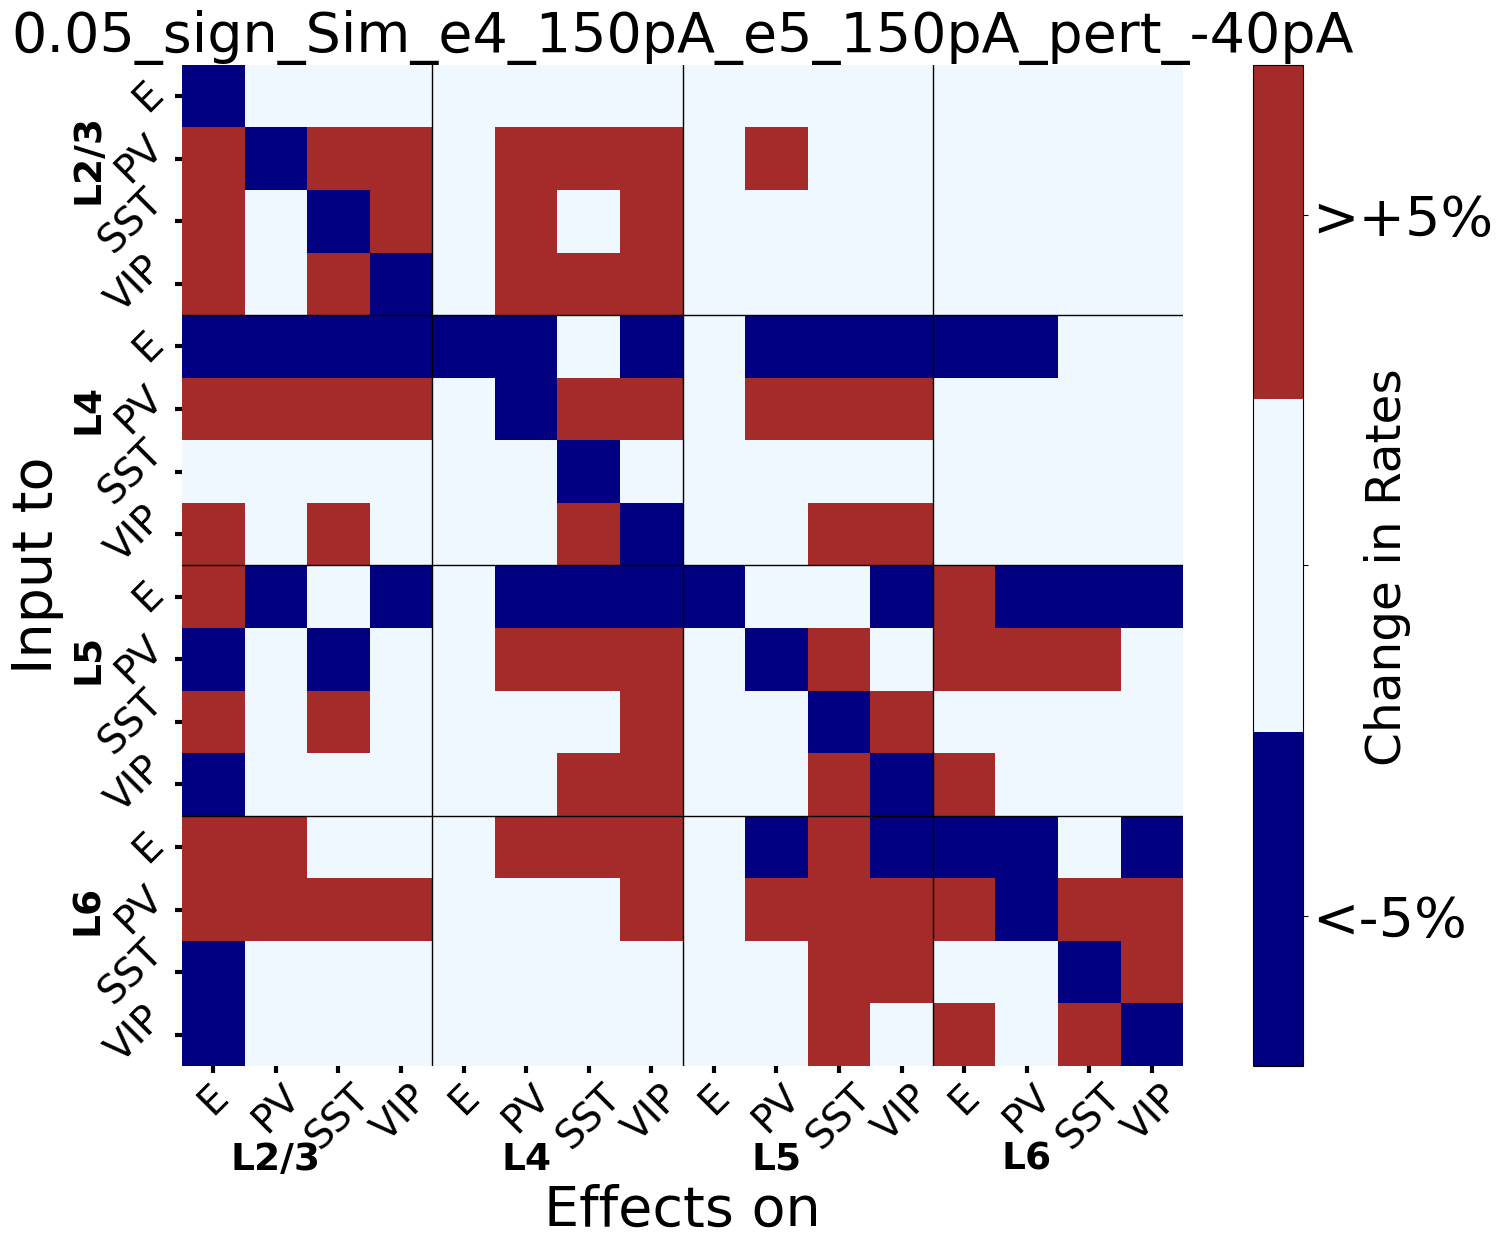 0.05_sign_Sim_e4_150pA_e5_150pA_pert_-40pA
Input to
L2/3
E
PV
SST
VIP
L4
E
PV
SST
VIP
L5
E
PV
SST
VIP
L6
E
PV
SST
VIP
E PV SST VIP E PV SST VIP E PV SST VIP E PV SST VIP
L2/3 L4 L5 L6
Effects on
>+5%
<-5%
Change in Rates